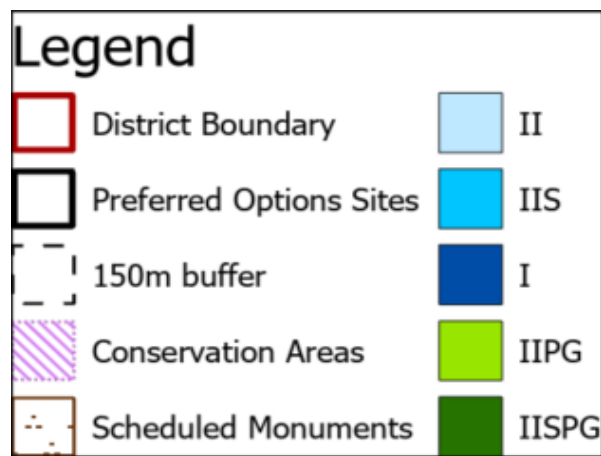 Legend
District Boundary
II
Preferred Options Sites
IIS
150m buffer
I
Conservation Areas
IIPG
Scheduled Monuments
IISPG